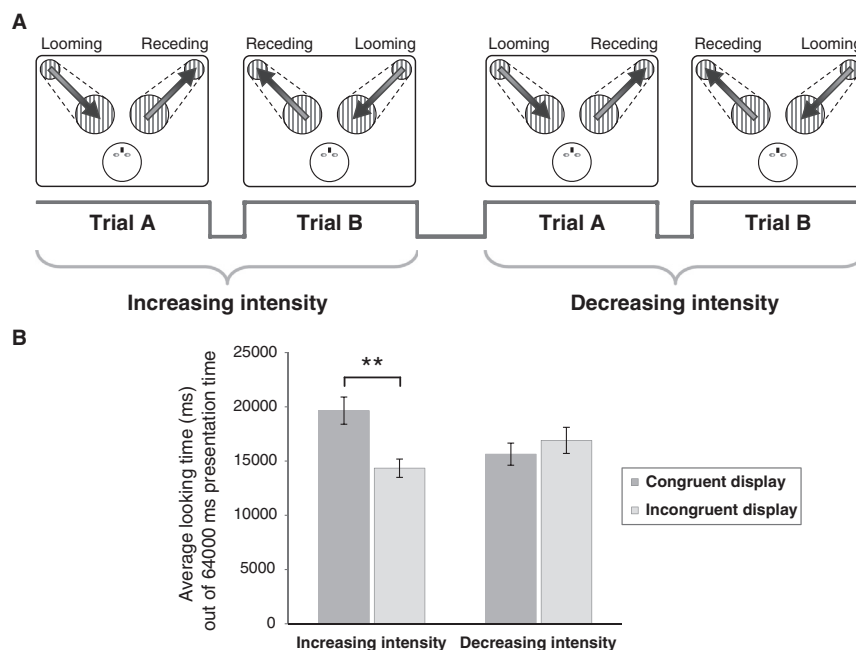 A
Looming Receding Receding Looming Looming Receding Receding Looming
Trial A Trial B Trial A Trial B
Increasing intensity Decreasing intensity
B
Average looking time (ms)
out of 64000 ms presentation time
25000
20000
15000
10000
5000
0
**
Congruent display
Incongruent display
Increasing intensity Decreasing intensity